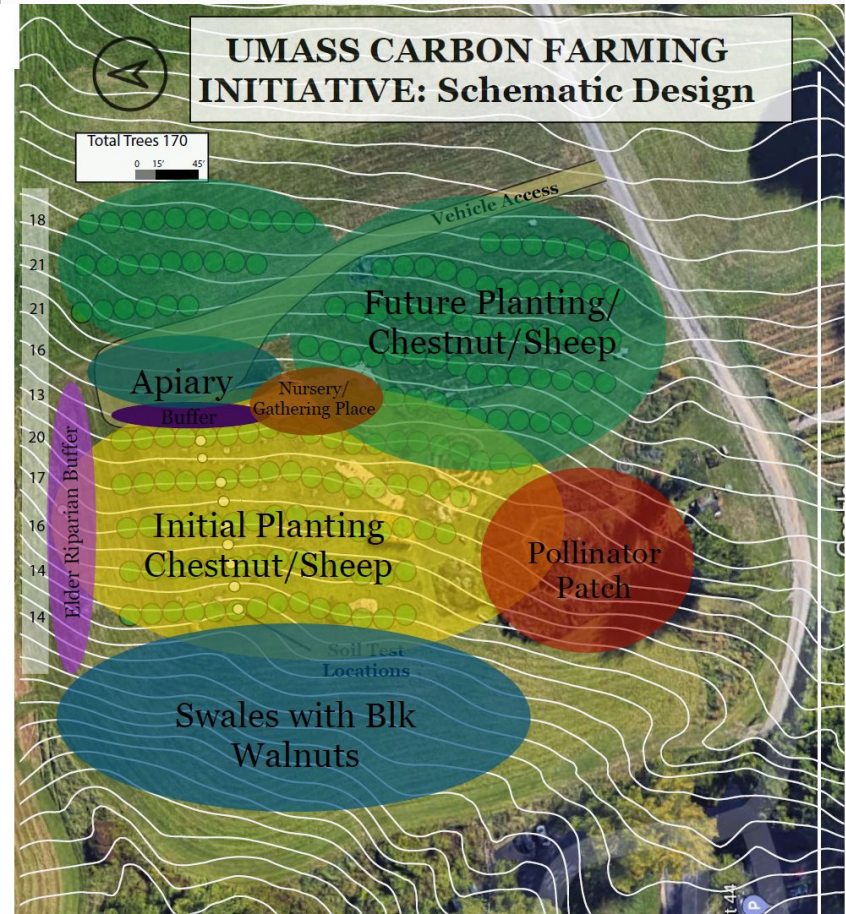 UMASS CARBON FARMING
INITIATIVE: Schematic Design
Total Trees 170
0 15' 45'
Vehicle Access
18
21
21
16
13
20
17
16
14
14
Future Planting/
Chestnut/Sheep
Apiary
Nursery/
Gathering Place
Buffer
Elder Riparian Buffer
Initial Planting
Chestnut/Sheep
Pollinator
Patch
Soil Test
Locations
Swales with Blk
Walnuts
P